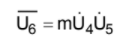 U̅₆ = mU̇₄U̇₅